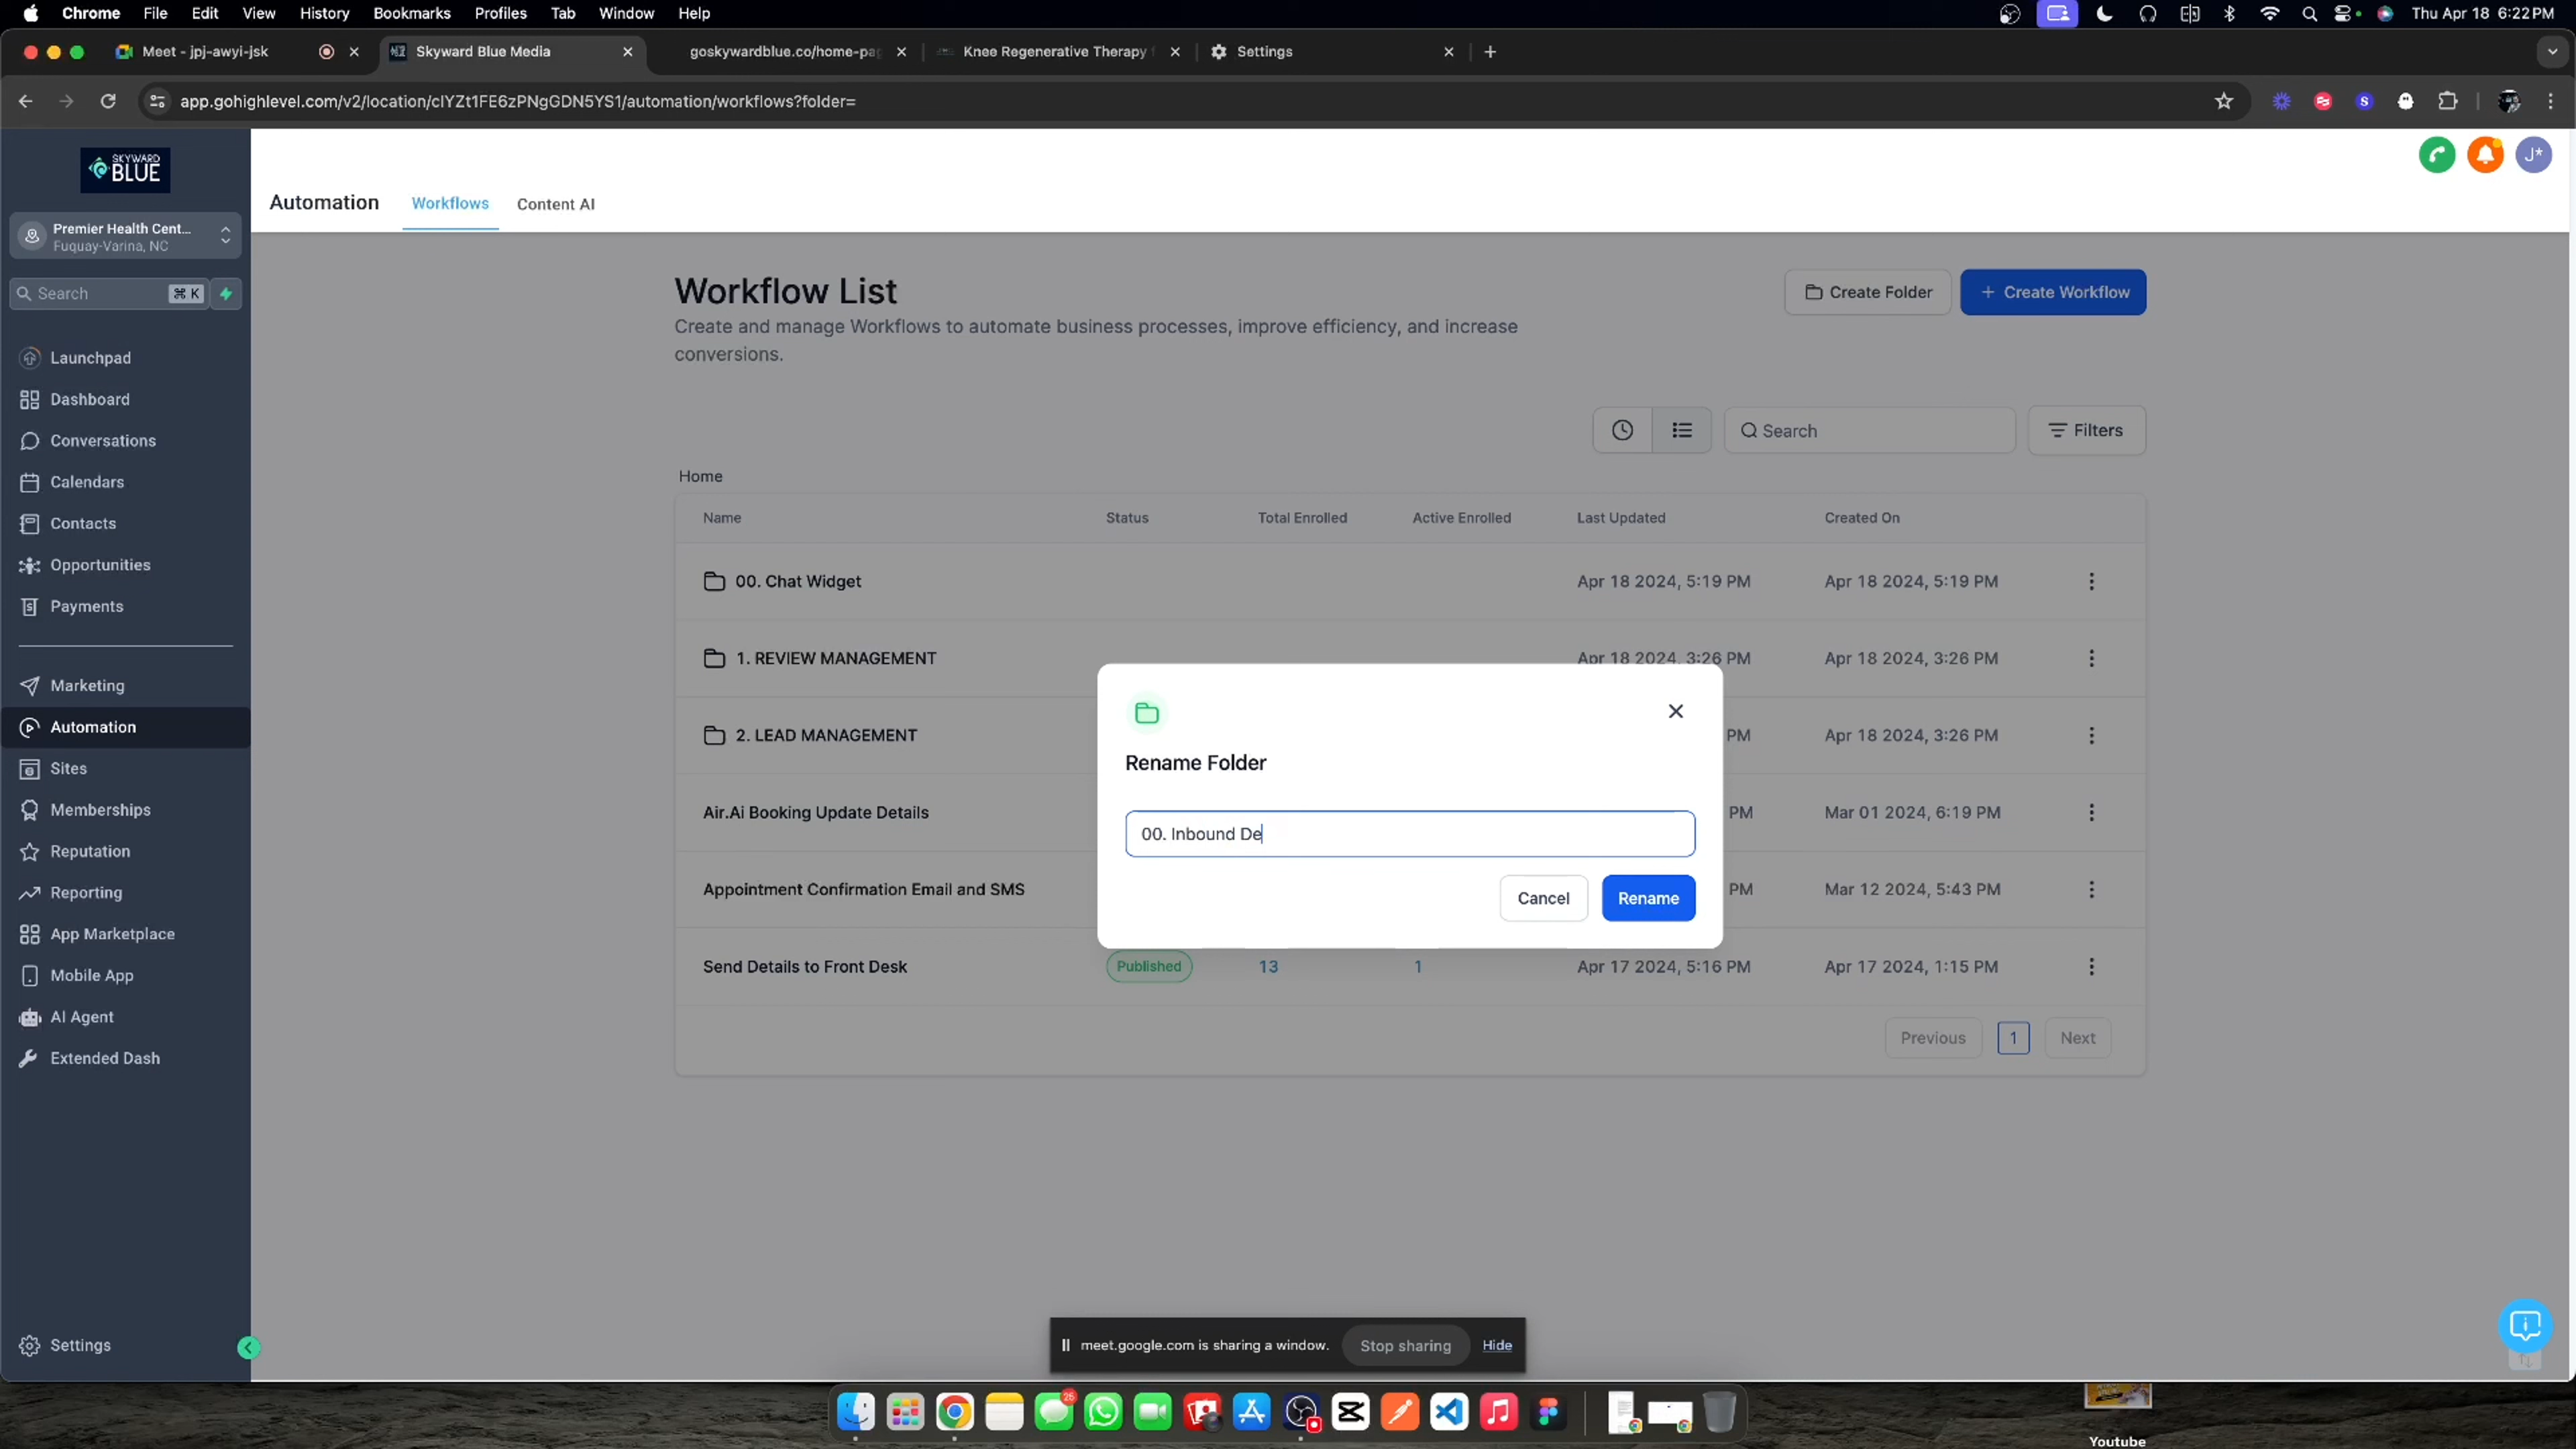 Chrome File Edit View History Bookmarks Profiles Tab Window Help Thu Apr 18 6:22 PM
Meet - jpj-awyi-jsk Skyward Blue Media goskywardblue.co/home-pag Knee Regenerative Therapy Settings
app.gohighlevel.com/v2/location/cIYZt1FE6zPNgGDN5YS1/automation/workflows?folder=
SKYWARD
BLUE
J*
Automation Workflows Content AI
Premier Health Cent...
Fuquay-Varina, NC
Search ⌘ K
Launchpad
Dashboard
Conversations
Calendars
Contacts
Opportunities
Payments
Marketing
Automation
Sites
Memberships
Reputation
Reporting
App Marketplace
Mobile App
AI Agent
Extended Dash
Settings
Workflow List
Create and manage Workflows to automate business processes, improve efficiency, and increase
conversions.
Create Folder + Create Workflow
Search Filters
Home
Name Status Total Enrolled Active Enrolled Last Updated Created On
00. Chat Widget Apr 18 2024, 5:19 PM Apr 18 2024, 5:19 PM
1. REVIEW MANAGEMENT Apr 18 2024, 3:26 PM Apr 18 2024, 3:26 PM
2. LEAD MANAGEMENT PM Apr 18 2024, 3:26 PM
Air.Ai Booking Update Details PM Mar 01 2024, 6:19 PM
Appointment Confirmation Email and SMS PM Mar 12 2024, 5:43 PM
Send Details to Front Desk Published 13 1 Apr 17 2024, 5:16 PM Apr 17 2024, 1:15 PM
Previous 1 Next
Rename Folder
00. Inbound De
Cancel Rename
meet.google.com is sharing a window. Stop sharing Hide
Youtube